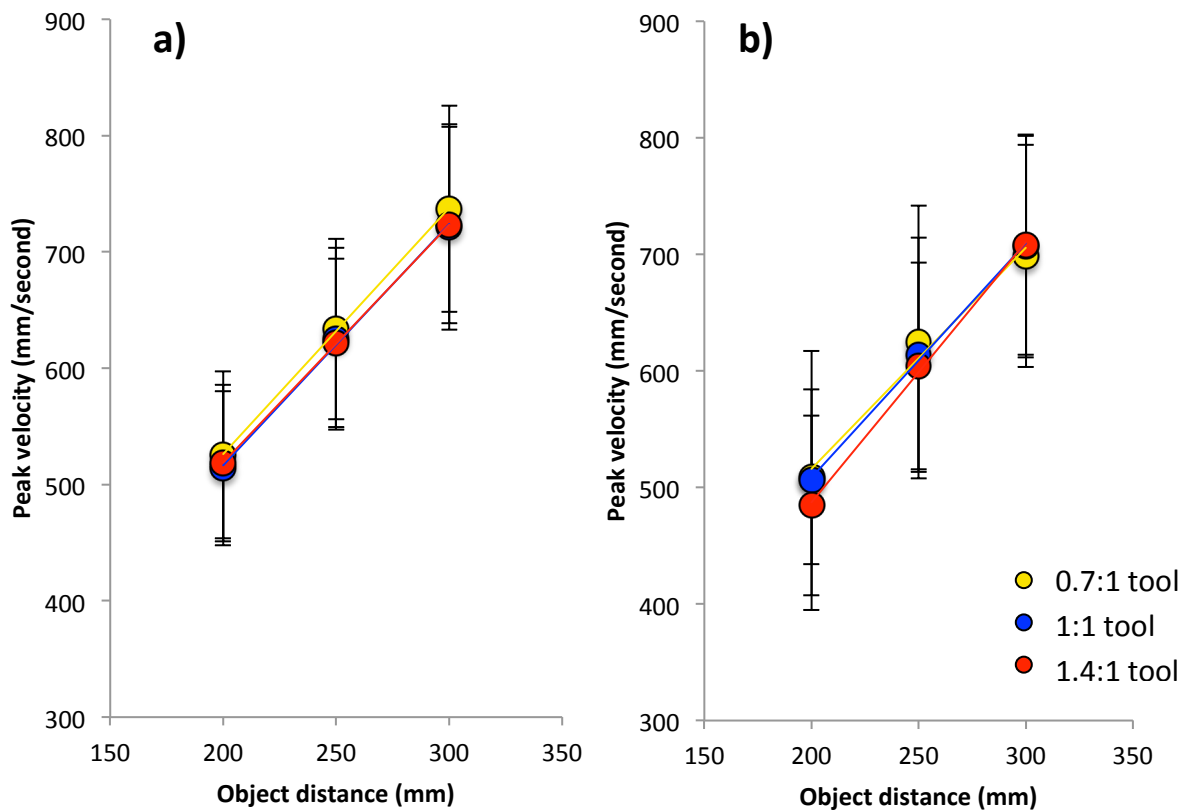 a)
900
800
700
600
500
400
300
Peak velocity (mm/second)
150 200 250 300 350
Object distance (mm)
b)
900
800
700
600
500
400
300
Peak velocity (mm/second)
150 200 250 300 350
Object distance (mm)
0.7:1 tool
1:1 tool
1.4:1 tool